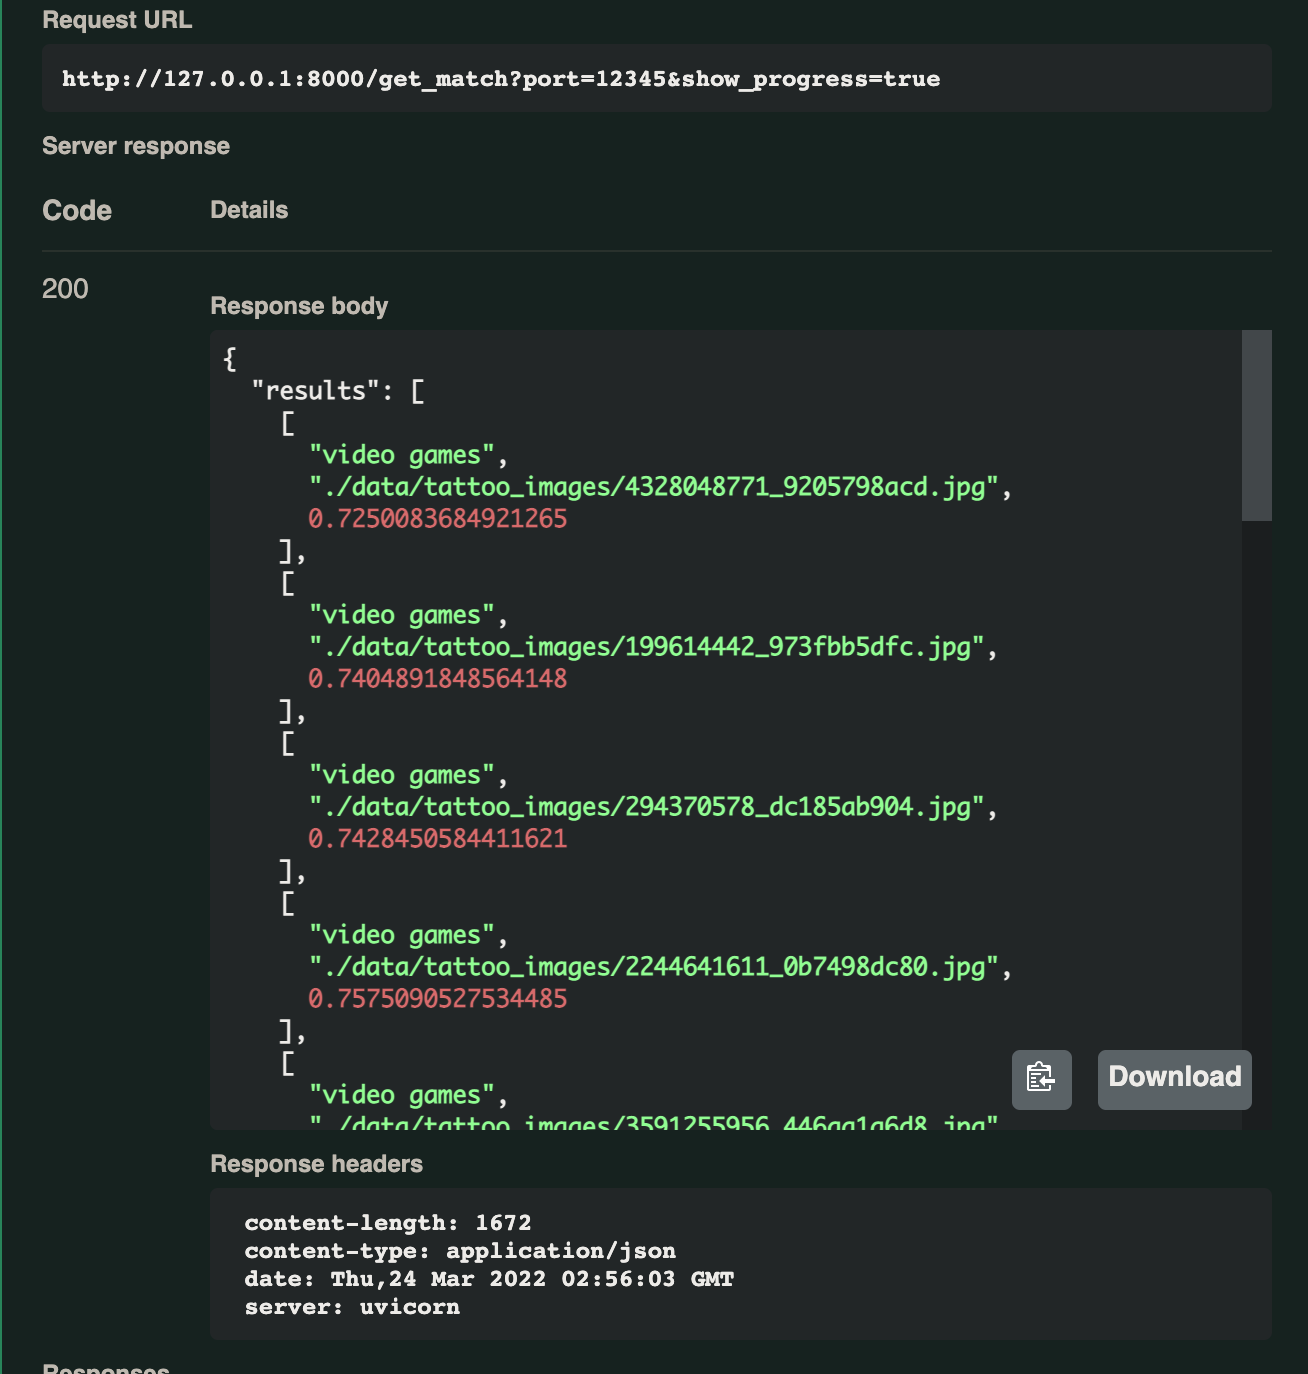 Request URL
http://127.0.0.1:8000/get_match?port=12345&show_progress=true
Server response
Code Details
200
Response body
{
"results": [
[
"video games",
"./data/tattoo_images/4328048771_9205798acd.jpg",
0.7250083684921265
],
[
"video games",
"./data/tattoo_images/199614442_973fbb5dfc.jpg",
0.7404891848564148
],
[
"video games",
"./data/tattoo_images/294370578_dc185ab904.jpg",
0.7428450584411621
],
[
"video games",
"./data/tattoo_images/2244641611_0b7498dc80.jpg",
0.7575090527534485
],
[
"video games",
"./data/tattoo_images/3591255956_446aa1a6d8.jpg"
Download
Response headers
content-length: 1672
content-type: application/json
date: Thu,24 Mar 2022 02:56:03 GMT
server: uvicorn
Responses